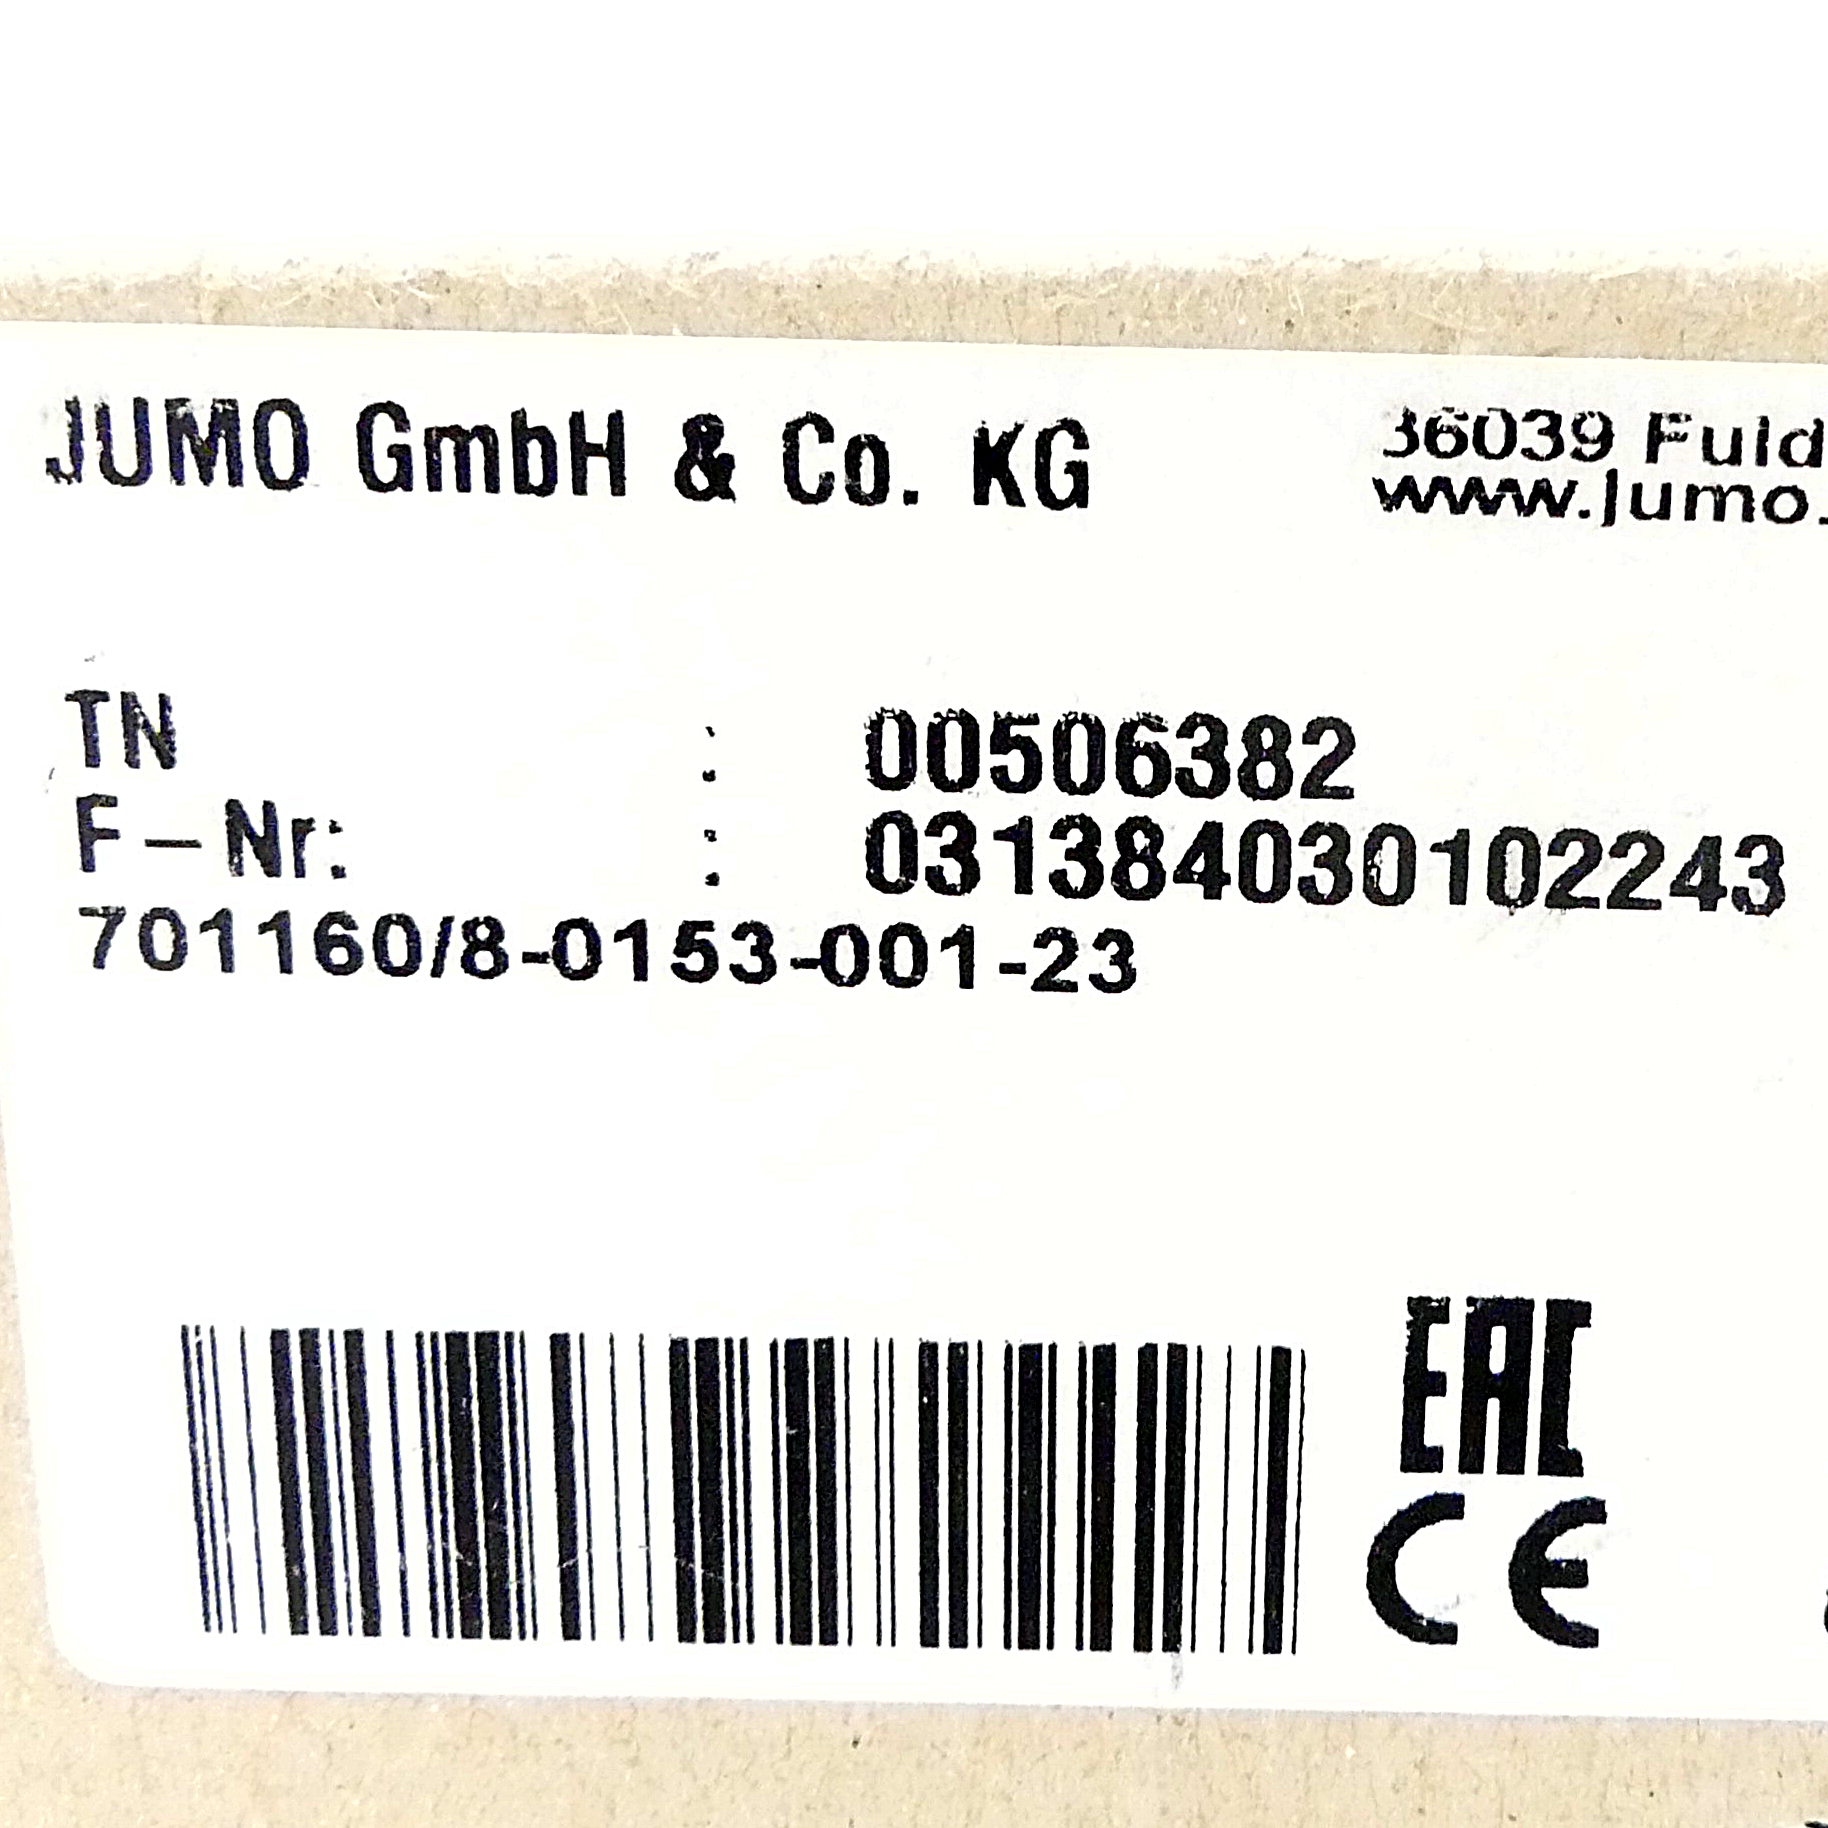 JUMO GmbH & Co. KG
36039 Fuld
www.jumo.
TN : 00506382
F-Nr: : 0313840301022​43
701160/8-0153-001-23
EAC
CE